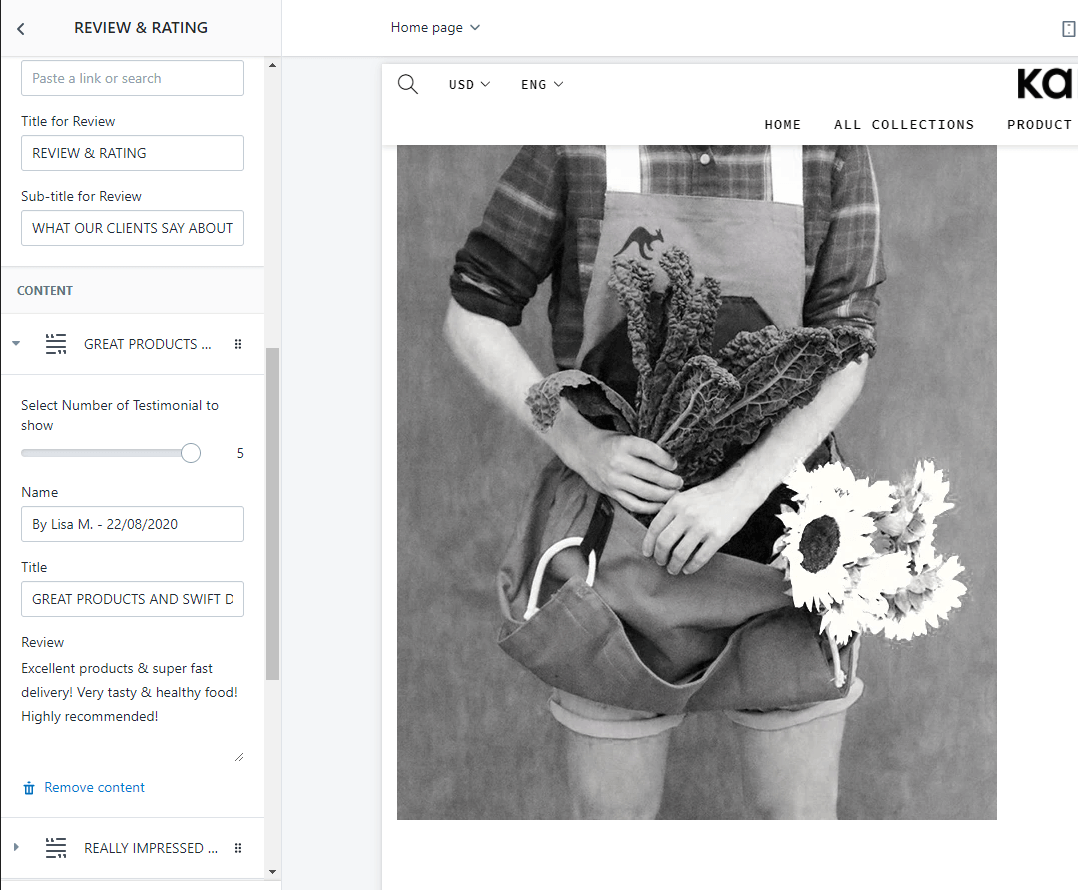 REVIEW & RATING
Home page
Paste a link or search
Title for Review
REVIEW & RATING
Sub-title for Review
WHAT OUR CLIENTS SAY ABOUT
CONTENT
GREAT PRODUCTS ...
Select Number of Testimonial to
show
5
Name
By Lisa M. - 22/08/2020
Title
GREAT PRODUCTS AND SWIFT D
Review
Excellent products & super fast
delivery! Very tasty & healthy food!
Highly recommended!
Remove content
REALLY IMPRESSED ...
USD
ENG
ka
HOME
ALL COLLECTIONS
PRODUCT